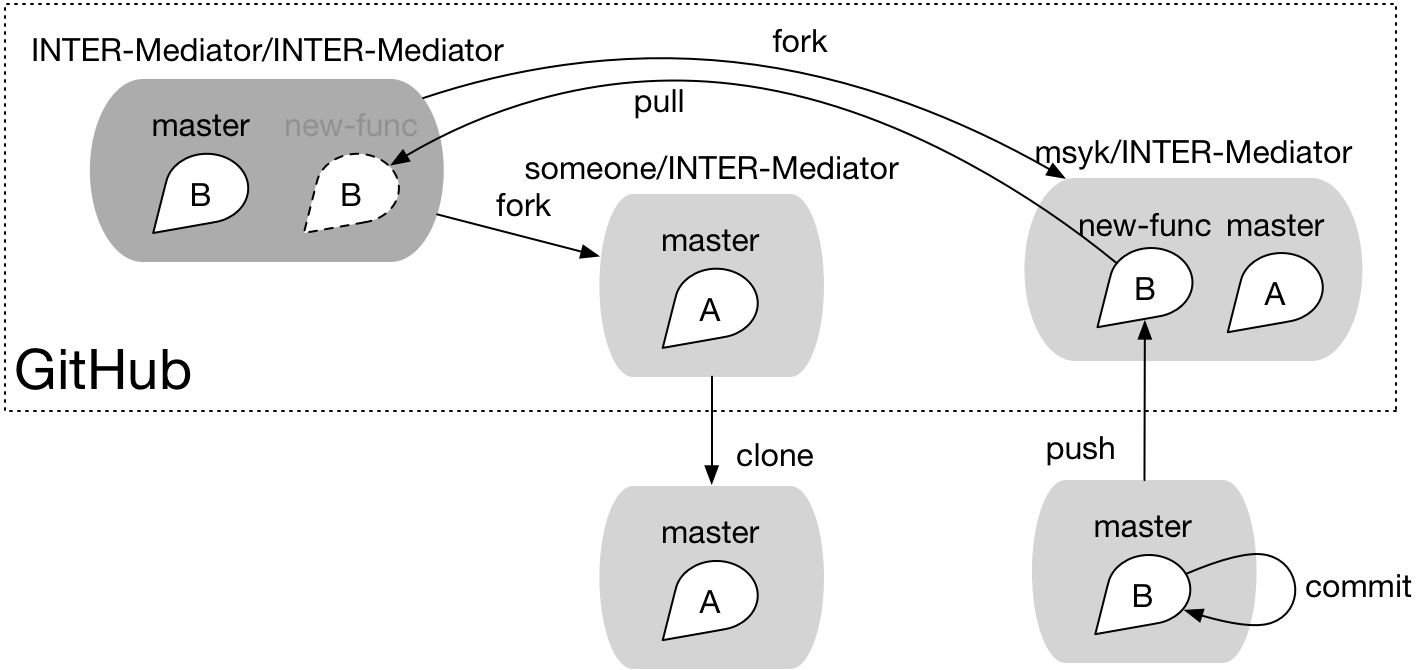 fork
INTER-Mediator/INTER-Mediator
pull
master new-func
msyk/INTER-Mediator
someone/INTER-Mediator
B B
fork
new-func master
master
B A
A
GitHub
push
clone
master
master
commit
B
A